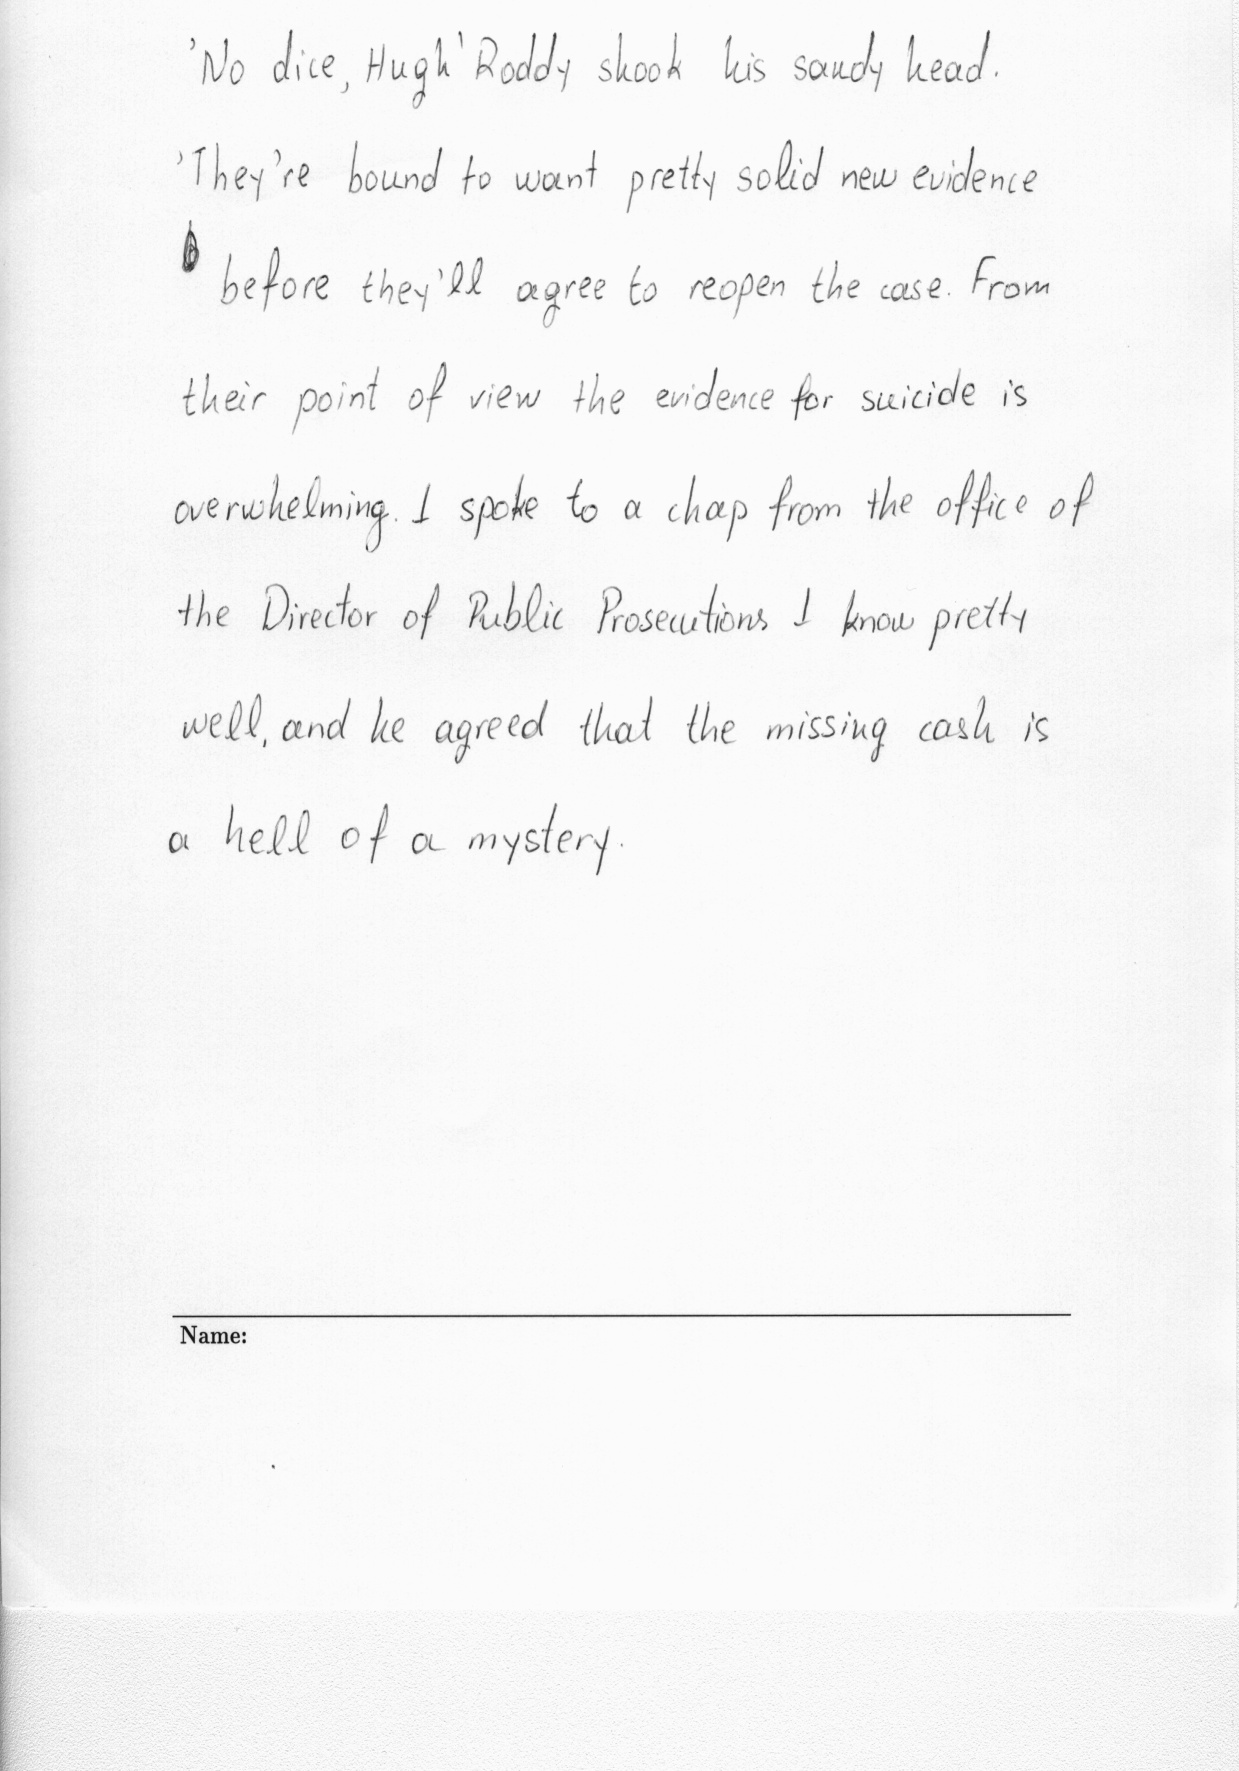 'No dice, Hugh' Roddy shook his sandy head.
'They're bound to want pretty solid new evidence
before they'll agree to reopen the case. From
their point of view the evidence for suicide is
overwhelming. I spoke to a chap from the office of
the Director of Public Prosecutions I know pretty
well, and he agreed that the missing cash is
a hell of a mystery.
Name: